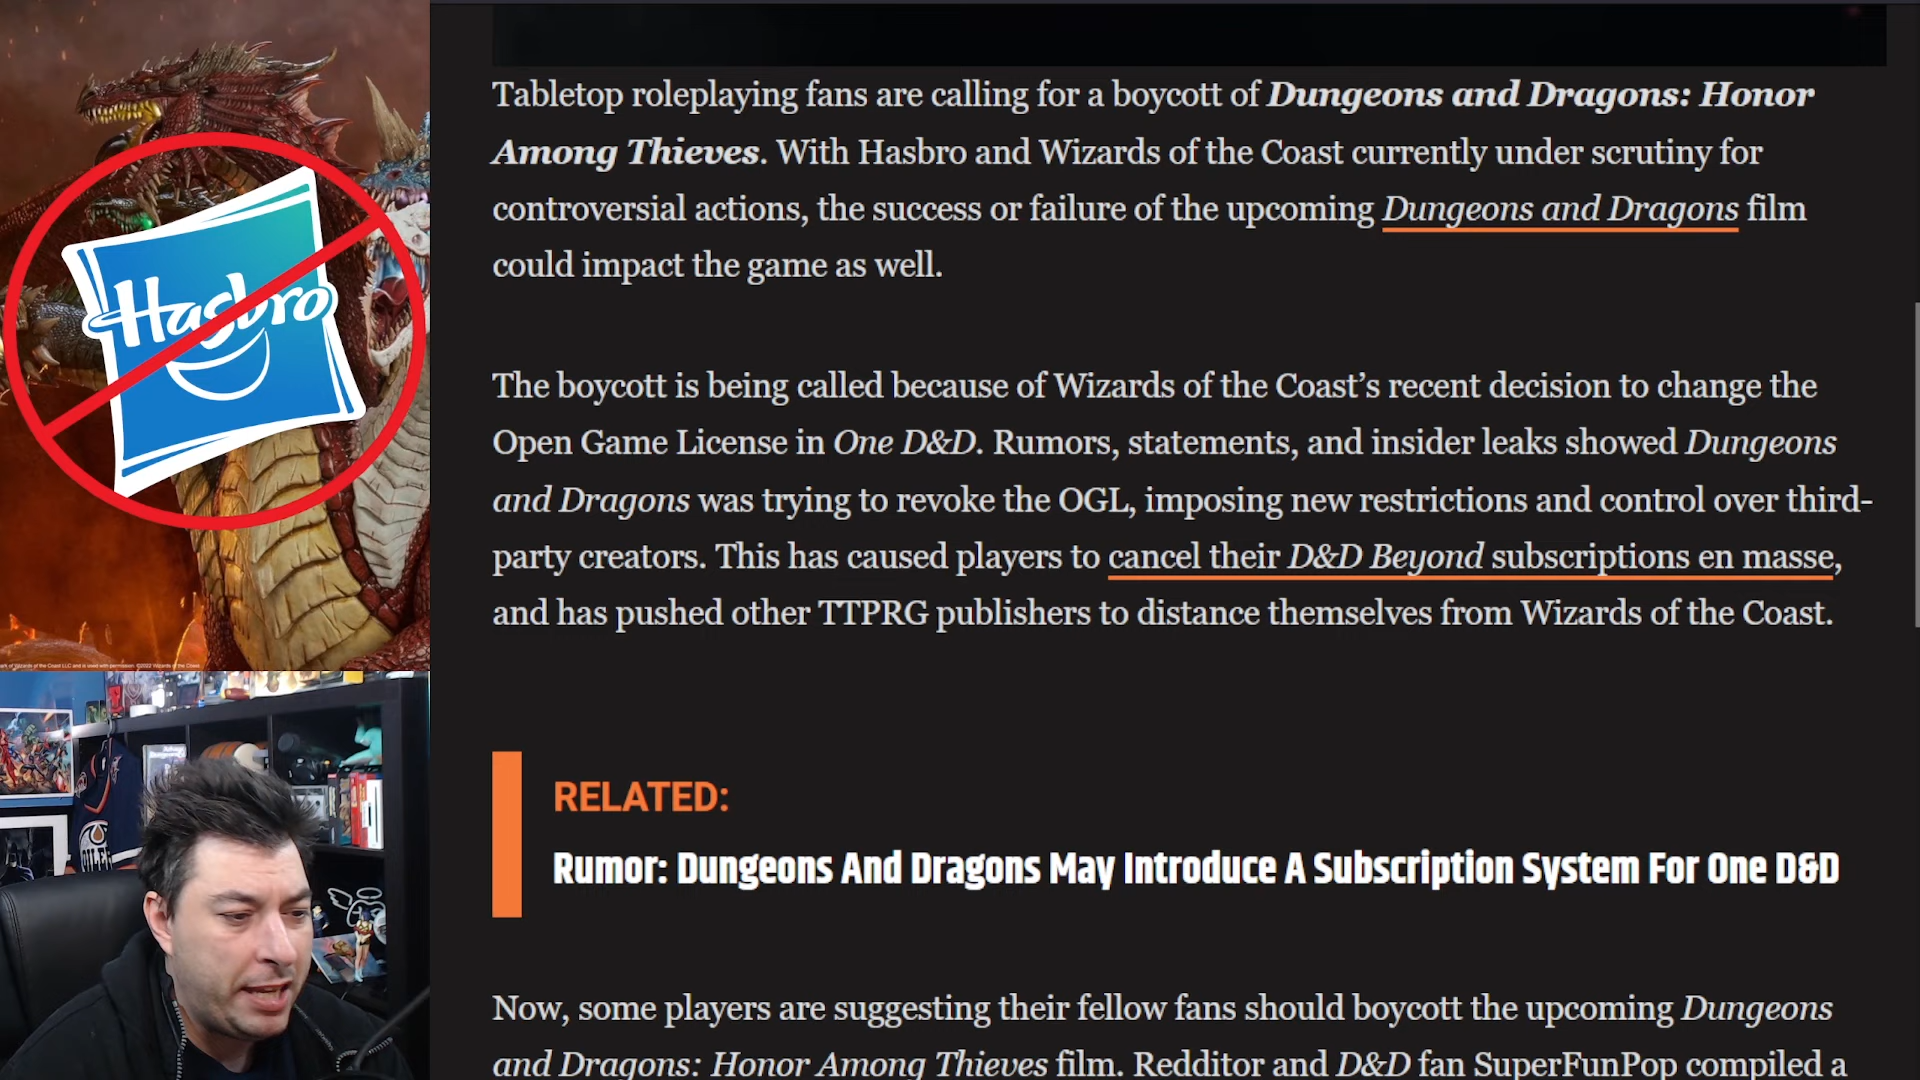 Tabletop roleplaying fans are calling for a boycott of Dungeons and Dragons: Honor
Among Thieves. With Hasbro and Wizards of the Coast currently under scrutiny for
controversial actions, the success or failure of the upcoming Dungeons and Dragons film
could impact the game as well.
The boycott is being called because of Wizards of the Coast’s recent decision to change the
Open Game License in One D&D. Rumors, statements, and insider leaks showed Dungeons
and Dragons was trying to revoke the OGL, imposing new restrictions and control over third-
party creators. This has caused players to cancel their D&D Beyond subscriptions en masse,
and has pushed other TTPRG publishers to distance themselves from Wizards of the Coast.
RELATED:
Rumor: Dungeons And Dragons May Introduce A Subscription System For One D&D
Now, some players are suggesting their fellow fans should boycott the upcoming Dungeons
and Dragons: Honor Among Thieves film. Redditor and D&D fan SuperFunPop compiled a
Hasbro
OILERS